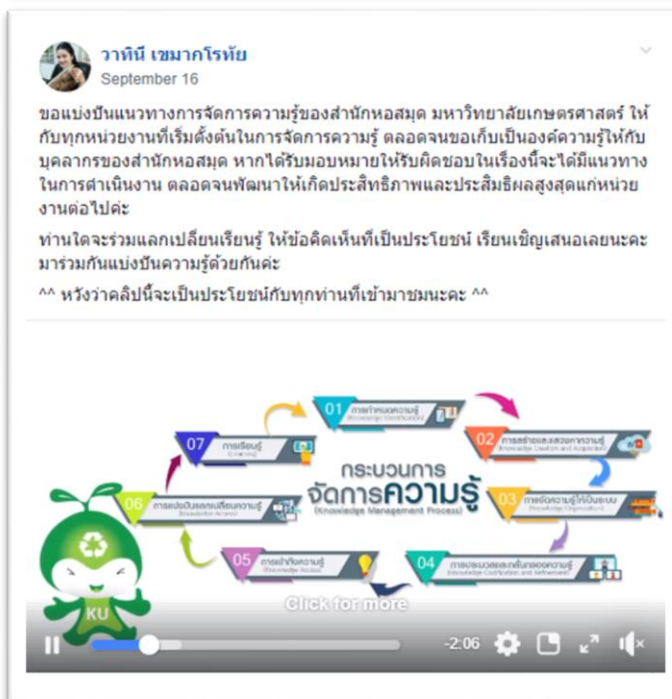 วาทินี เขมากโรทัย
September 16
ขอแบ่งปันแนวทางการจัดการความรู้ของสำนักหอสมุด มหาวิทยาลัยเกษตรศาสตร์ ให้
กับทุกหน่วยงานที่เริ่มต้นในการจัดการความรู้ ตลอดจนขอเก็บเป็นองค์ความรู้ให้กับ
บุคลากรของสำนักหอสมุด หากได้รับมอบหมายให้รับผิดชอบในเรื่องนี้จะได้มีแนวทาง
ในการดำเนินงาน ตลอดจนพัฒนาให้เกิดประสิทธิภาพและประสิทธิผลสูงสุดแก่หน่วย
งานต่อไปค่ะ
ท่านใดจะร่วมแลกเปลี่ยนเรียนรู้ ให้ข้อคิดเห็นที่เป็นประโยชน์ เรียนเชิญเสนอเลยนะคะ
มาร่วมกันแบ่งปันความรู้ด้วยกันค่ะ
^^ หวังว่าคลิปนี้จะเป็นประโยชน์กับทุกท่านที่เข้ามาชมนะคะ ^^
กระบวนการ
จัดการความรู้
(Knowledge Management Process)
01 การกำหนดความรู้
(Knowledge Identification)
02 การสร้างและแสวงหาความรู้
(Knowledge Creation and Acquisition)
03 การจัดความรู้ให้เป็นระบบ
(Knowledge Organization)
04 การประมวลและกลั่นกรองความรู้
(Knowledge Codification and Refinement)
05 การเข้าถึงความรู้
(Knowledge Access)
06 การแบ่งปันแลกเปลี่ยนความรู้
07 การเรียนรู้
(Learning)
KU
Click for more
-2:06